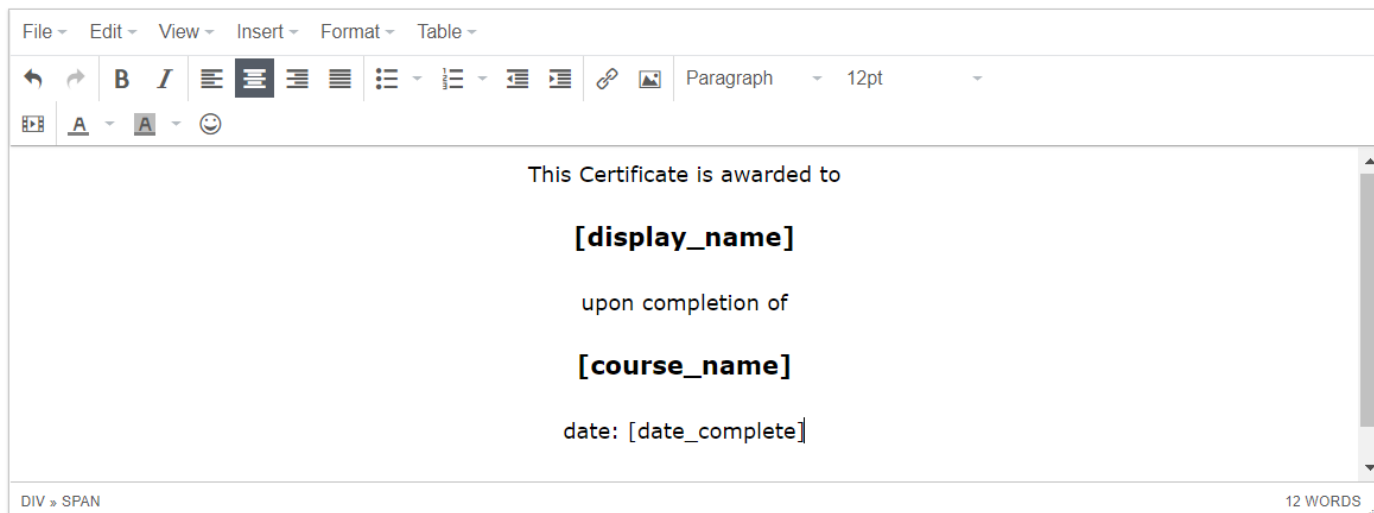 File Edit View Insert Format Table
B I Paragraph 12pt
A A
This Certificate is awarded to
[display_name]
upon completion of
[course_name]
date: [date_complete]
DIV » SPAN 12 WORDS